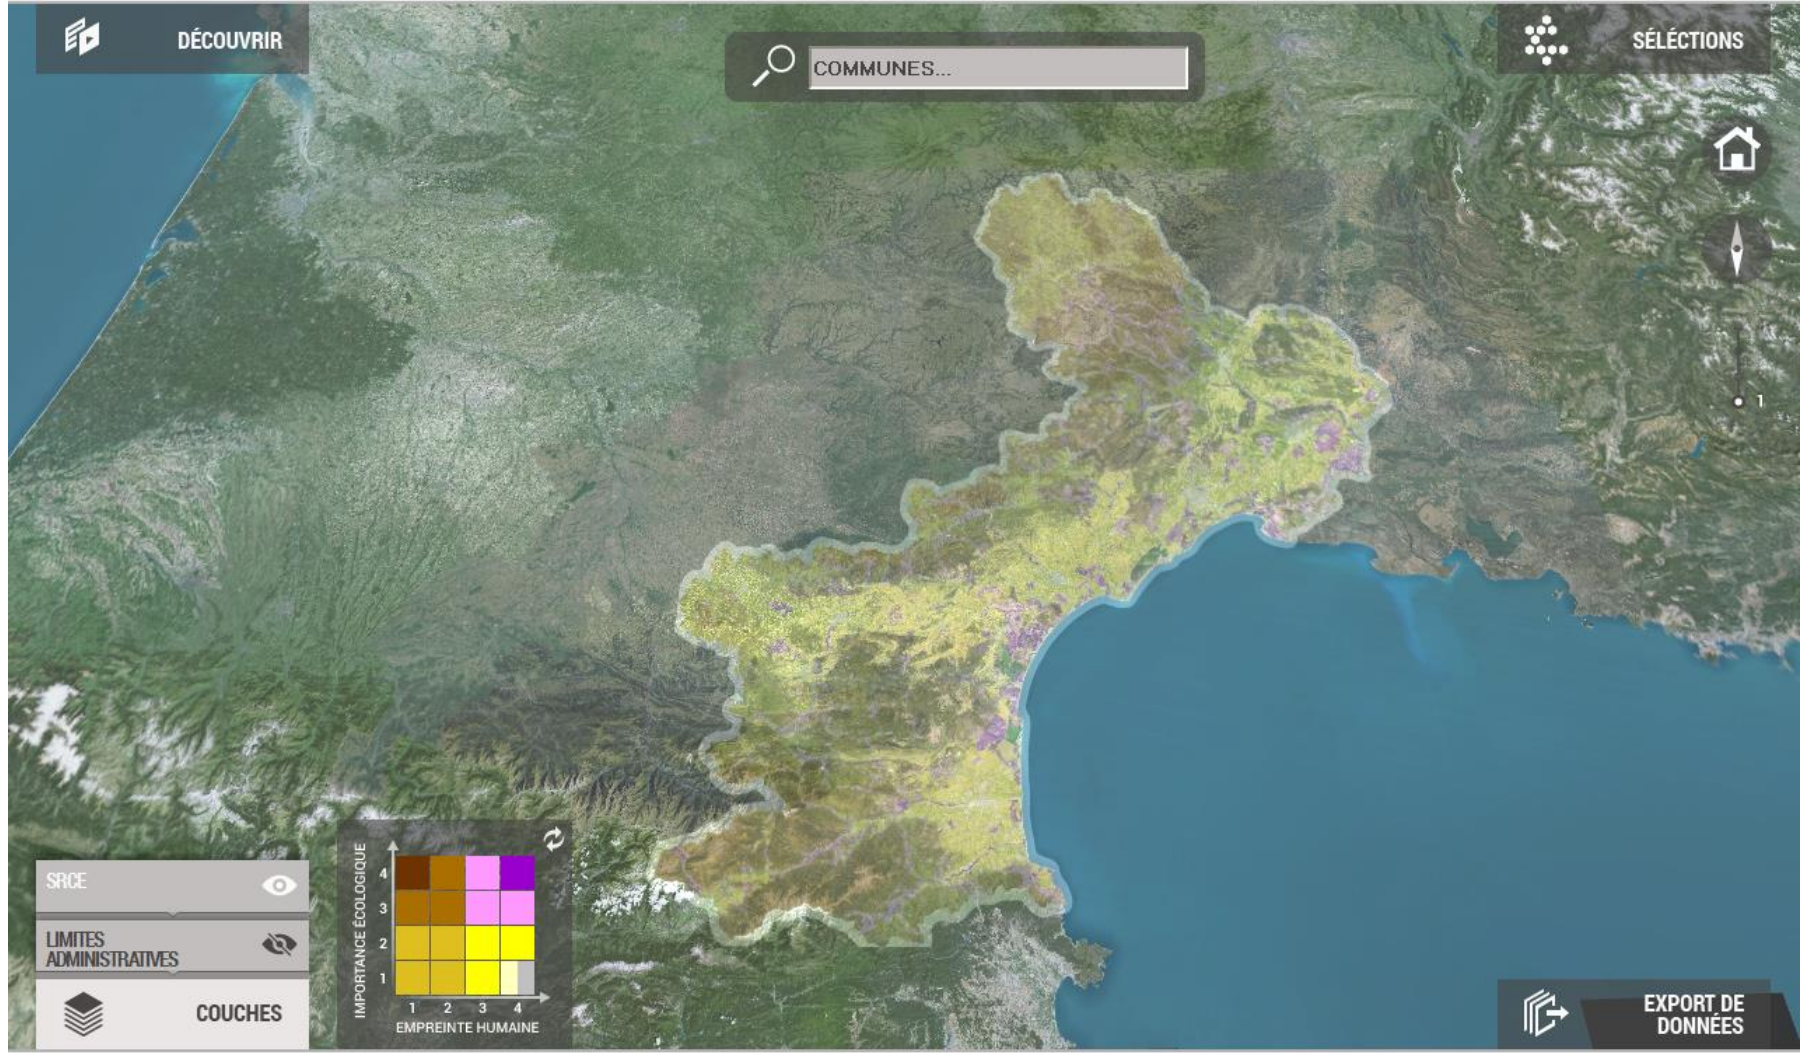 DÉCOUVRIR
COMMUNES...
SÉLÉCTIONS
1
SRCE
LIMITES
ADMINISTRATIVES
COUCHES
IMPORTANCE ÉCOLOGIQUE
4
3
2
1
1 2 3 4
EMPREINTE HUMAINE
EXPORT DE
DONNÉES